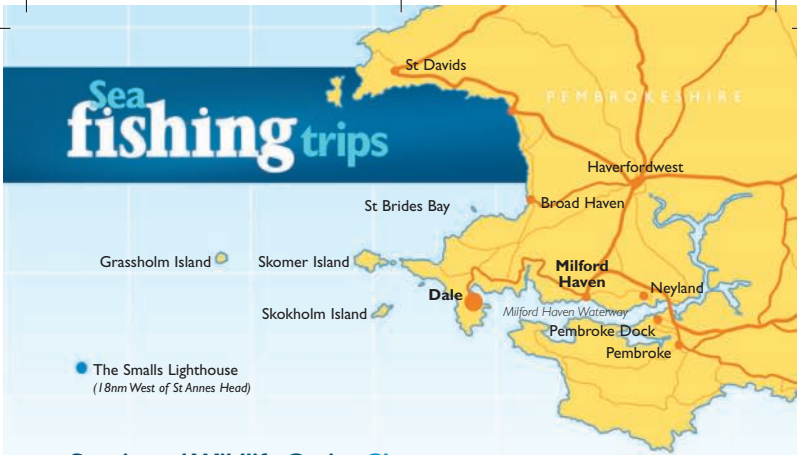 Sea
fishing trips
St Davids
PEMBROKESHIRE
Haverfordwest
St Brides Bay
Broad Haven
Grassholm Island
Skomer Island
Milford
Haven
Dale
Neyland
Skokholm Island
Milford Haven Waterway
Pembroke Dock
Pembroke
The Smalls Lighthouse
(18nm West of St Annes Head)